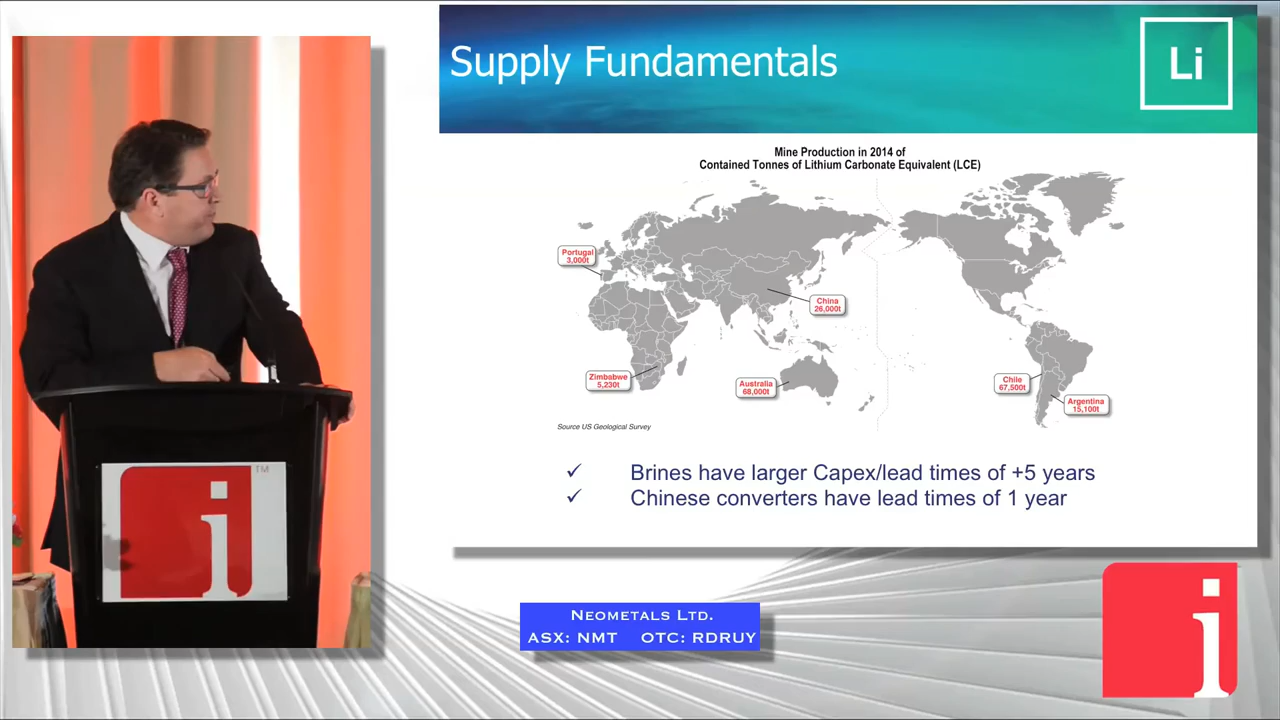 Supply Fundamentals
Li
Mine Production in 2014 of
Contained Tonnes of Lithium Carbonate Equivalent (LCE)
Portugal
3,000t
China
26,000t
Zimbabwe
5,230t
Australia
68,000t
Chile
67,500t
Argentina
15,100t
Source US Geological Survey
✓ Brines have larger Capex/lead times of +5 years
✓ Chinese converters have lead times of 1 year
i
TM
NEOMETALS LTD.
ASX: NMT OTC: RDRUY
i